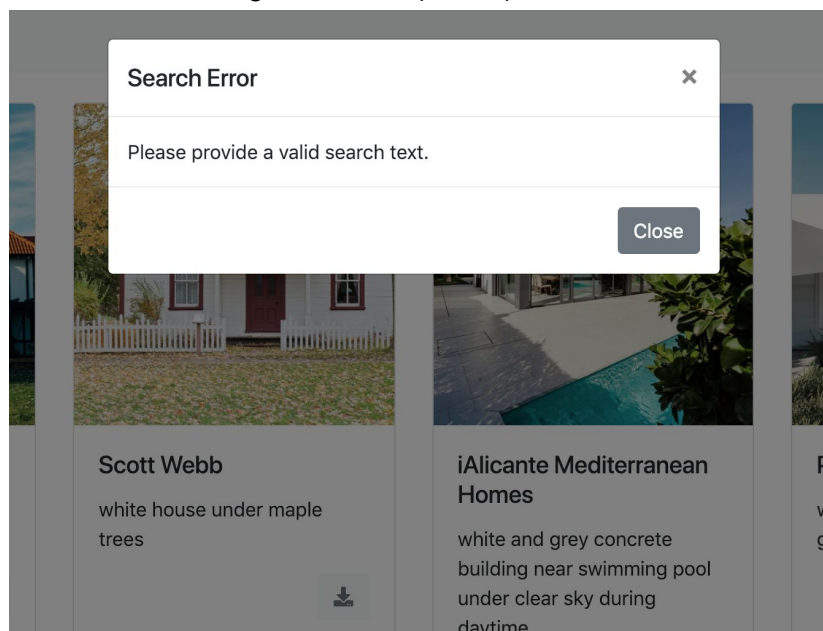 Search Error
×
Please provide a valid search text.
Close
Scott Webb
white house under maple
trees
iAlicante Mediterranean
Homes
white and grey concrete
building near swimming pool
under clear sky during
daytime